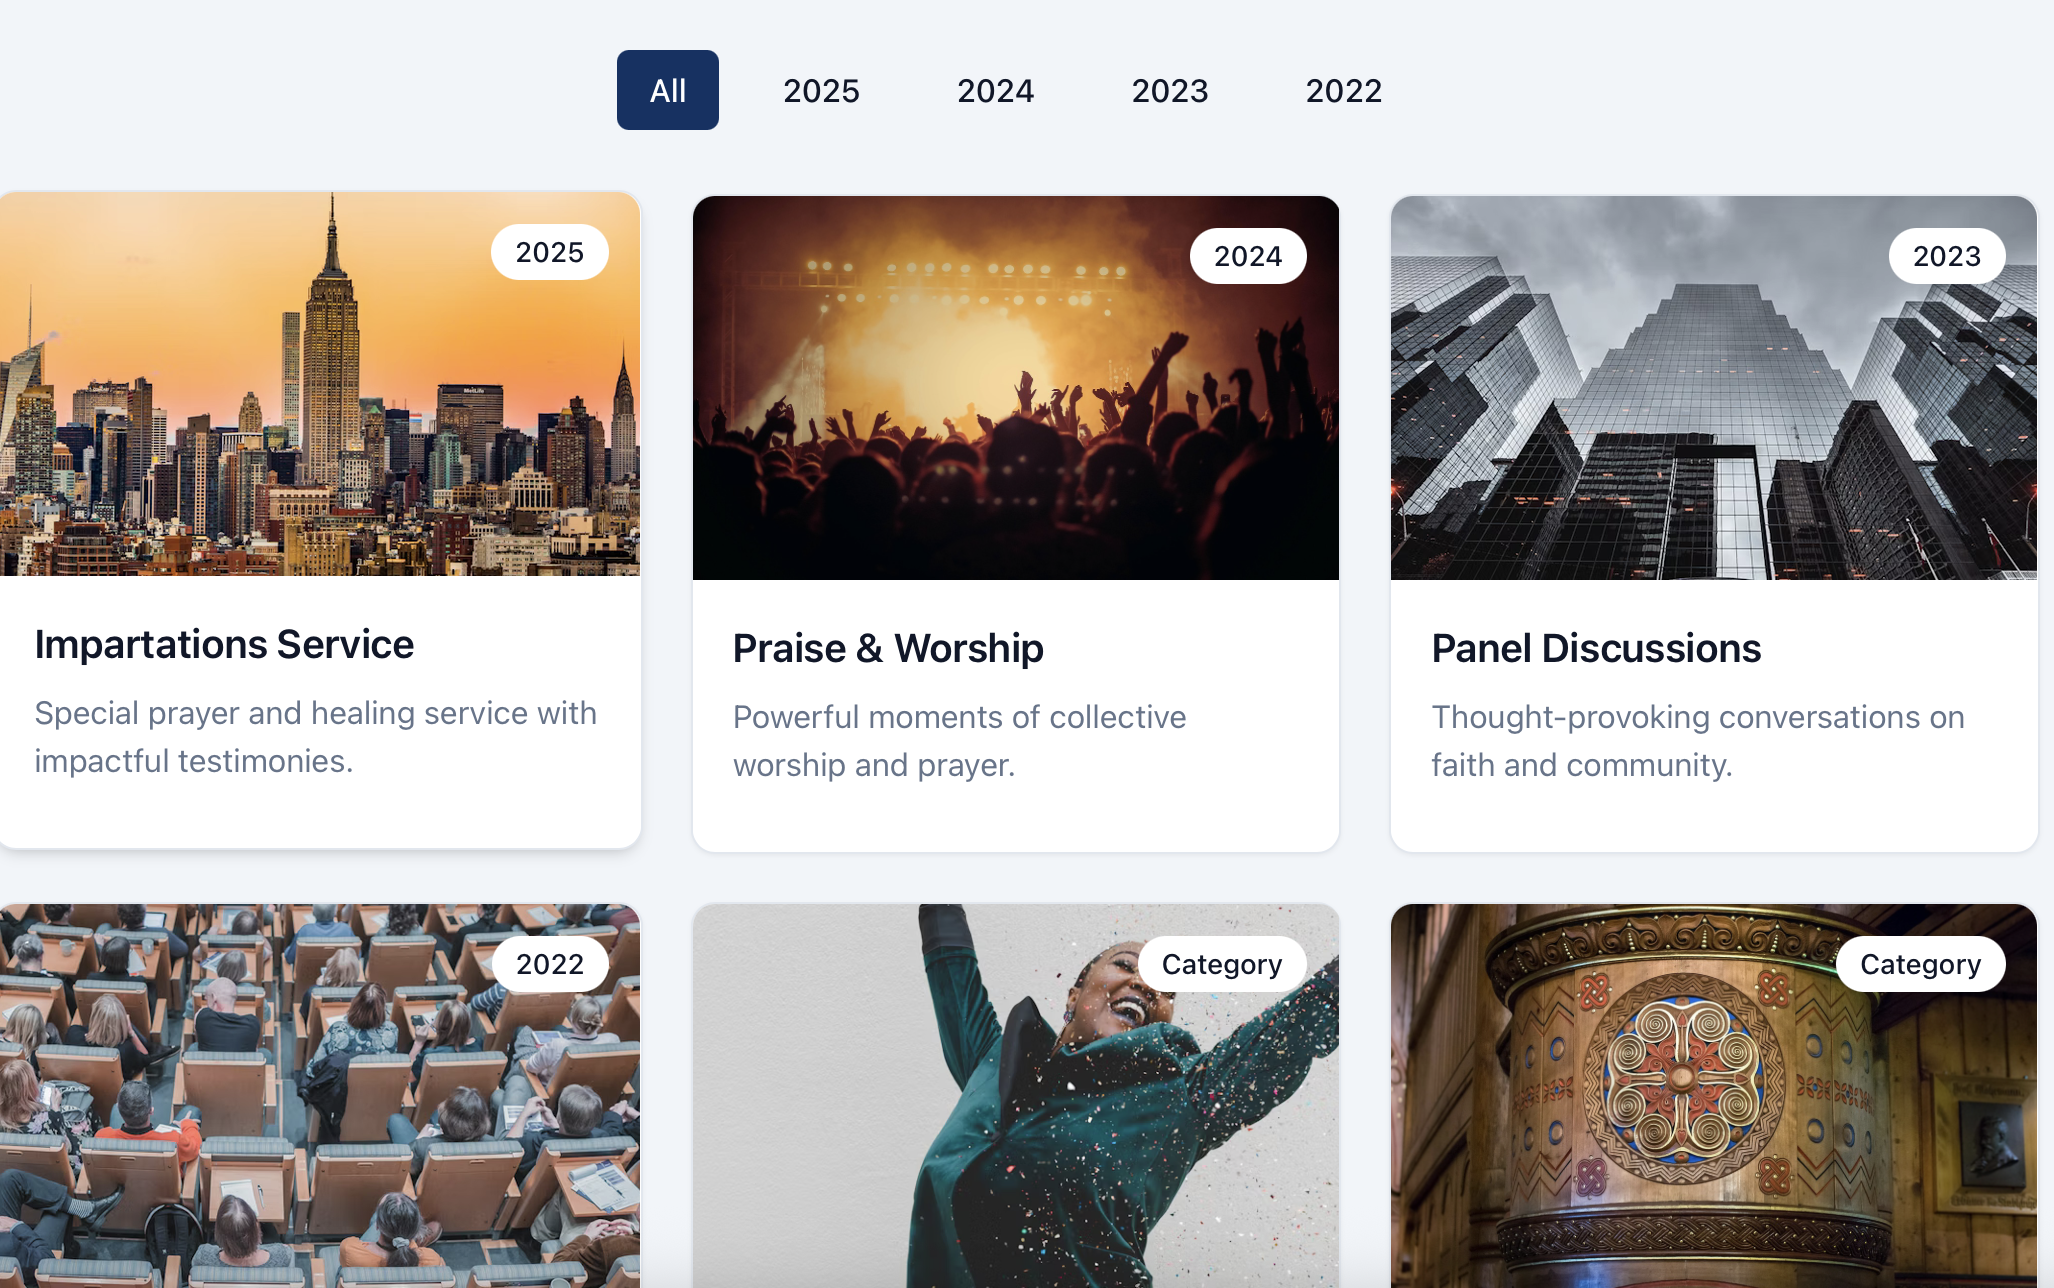 All
2025
2024
2023
2022
2025
MetLife
Impartations Service
Special prayer and healing service with
impactful testimonies.
2024
Praise & Worship
Powerful moments of collective
worship and prayer.
2023
Panel Discussions
Thought-provoking conversations on
faith and community.
2022
Category
Category